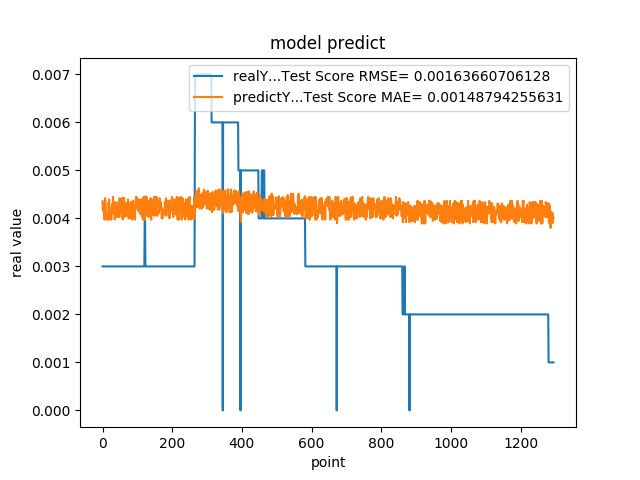 model predict
realY...Test Score RMSE= 0.00163660706128
predictY...Test Score MAE= 0.00148794255631
0.007
0.006
0.005
0.004
0.003
0.002
0.001
0.000
real value
0 200 400 600 800 1000 1200
point